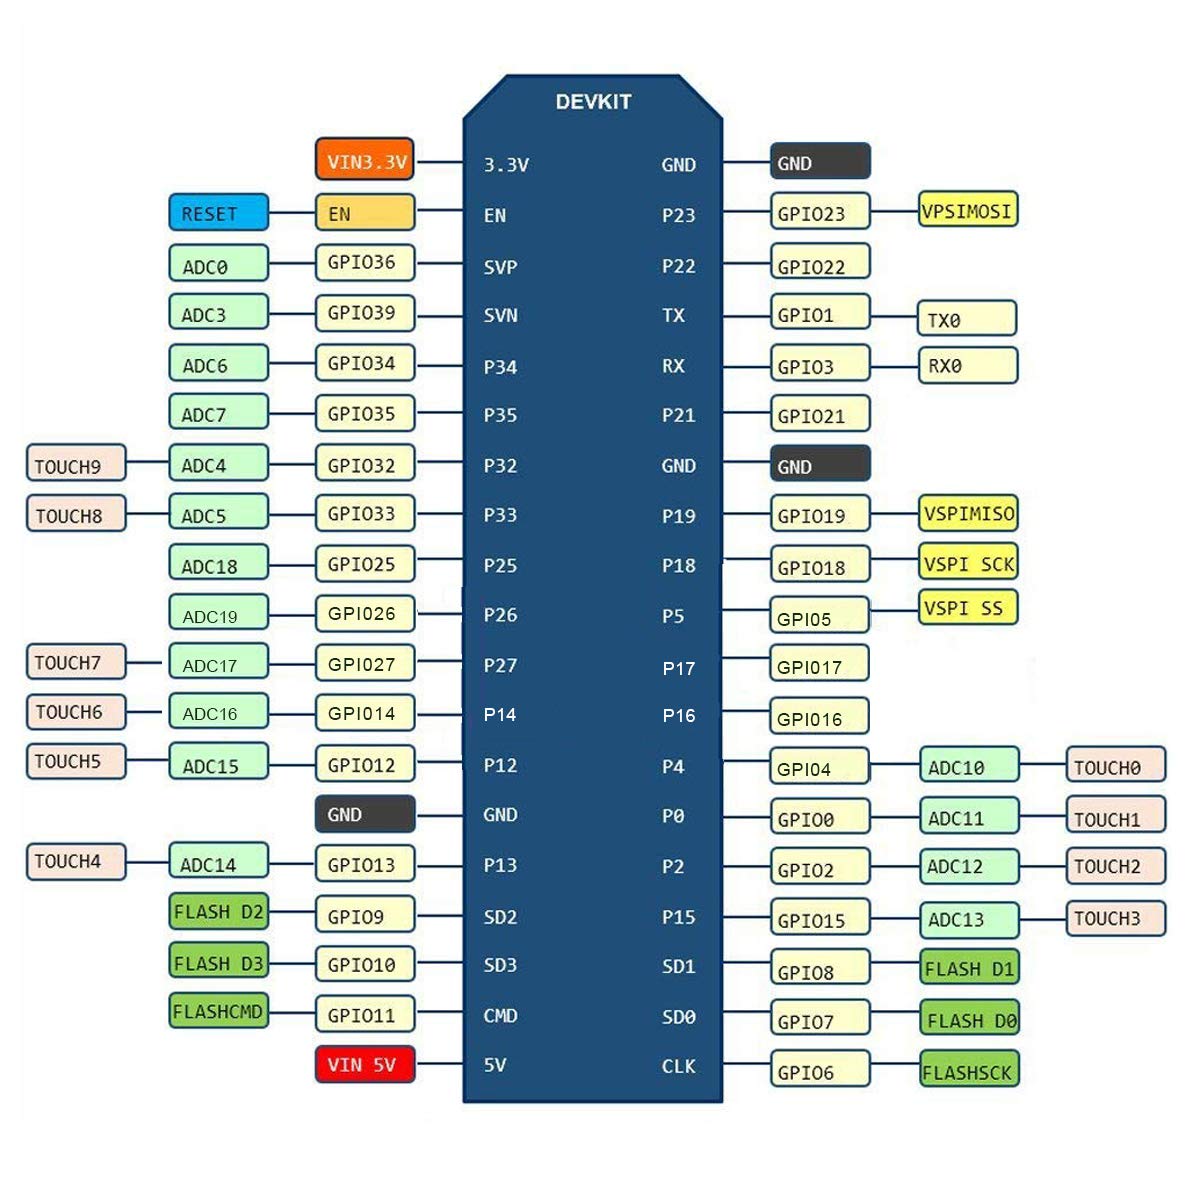 DEVKIT
VIN3.3V 3.3V GND GND
RESET EN EN P23 GPIO23 VPSIMOSI
ADC0 GPIO36 SVP P22 GPIO22
ADC3 GPIO39 SVN TX GPIO1 TX0
ADC6 GPIO34 P34 RX GPIO3 RX0
ADC7 GPIO35 P35 P21 GPIO21
TOUCH9 ADC4 GPIO32 P32 GND GND
TOUCH8 ADC5 GPIO33 P33 P19 GPIO19 VSPIMISO
ADC18 GPIO25 P25 P18 GPIO18 VSPI SCK
ADC19 GPI026 P26 P5 GPI05 VSPI SS
TOUCH7 ADC17 GPI027 P27 P17 GPI017
TOUCH6 ADC16 GPI014 P14 P16 GPI016
TOUCH5 ADC15 GPIO12 P12 P4 GPI04 ADC10 TOUCH0
GND GND P0 GPIO0 ADC11 TOUCH1
TOUCH4 ADC14 GPIO13 P13 P2 GPIO2 ADC12 TOUCH2
FLASH D2 GPIO9 SD2 P15 GPIO15 ADC13 TOUCH3
FLASH D3 GPIO10 SD3 SD1 GPIO8 FLASH D1
FLASHCMD GPIO11 CMD SD0 GPIO7 FLASH D0
VIN 5V 5V CLK GPIO6 FLASHSCK